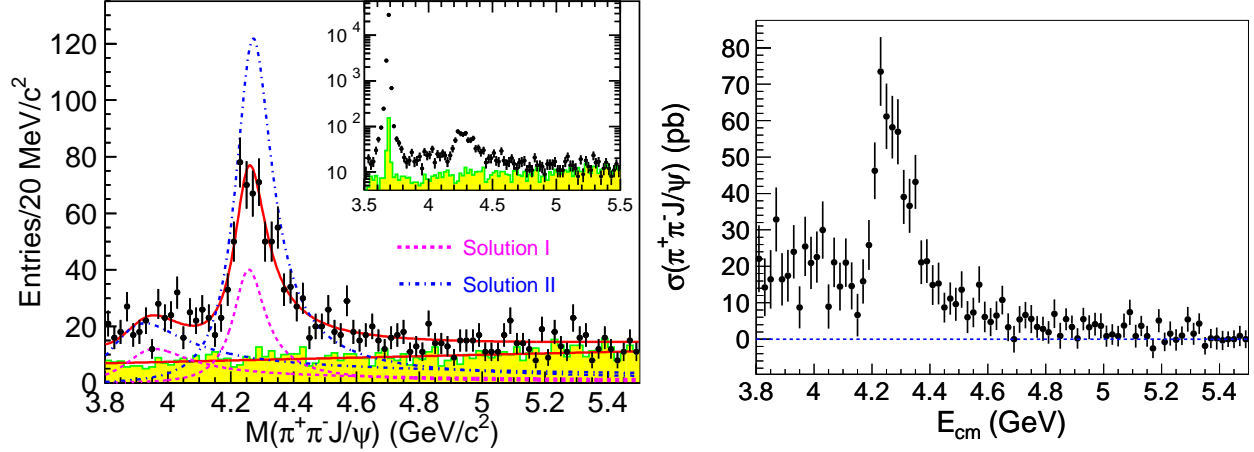 Entries/20 MeV/c²
120
100
80
60
40
20
0
3.8 4 4.2 4.4 4.6 4.8 5 5.2 5.4
M(π⁺π⁻J/ψ) (GeV/c²)
10⁴
10³
10²
10
3.5 4 4.5 5 5.5
Solution I
Solution II
σ(π⁺π⁻J/ψ) (pb)
80
70
60
50
40
30
20
10
0
3.8 4 4.2 4.4 4.6 4.8 5 5.2 5.4
E_cm (GeV)